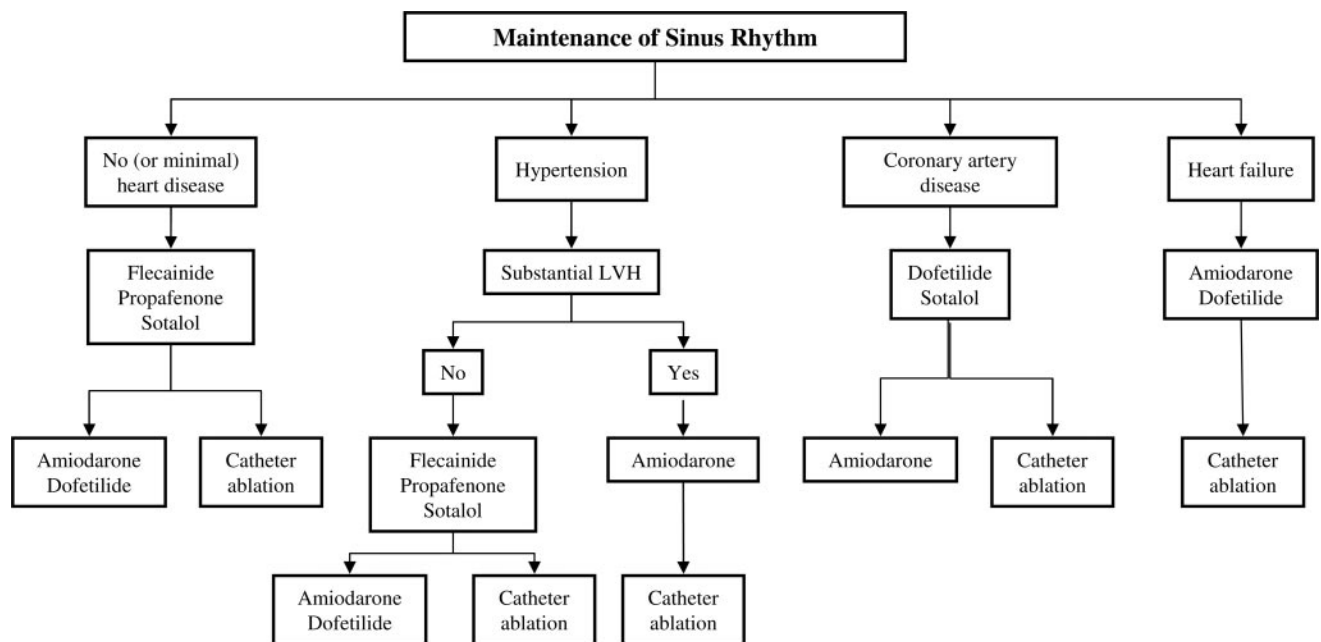 Maintenance of Sinus Rhythm
No (or minimal)
heart disease
Hypertension
Coronary artery
disease
Heart failure
Flecainide
Propafenone
Sotalol
Substantial LVH
Dofetilide
Sotalol
Amiodarone
Dofetilide
No
Yes
Amiodarone
Dofetilide
Catheter
ablation
Flecainide
Propafenone
Sotalol
Amiodarone
Amiodarone
Catheter
ablation
Catheter
ablation
Amiodarone
Dofetilide
Catheter
ablation
Catheter
ablation